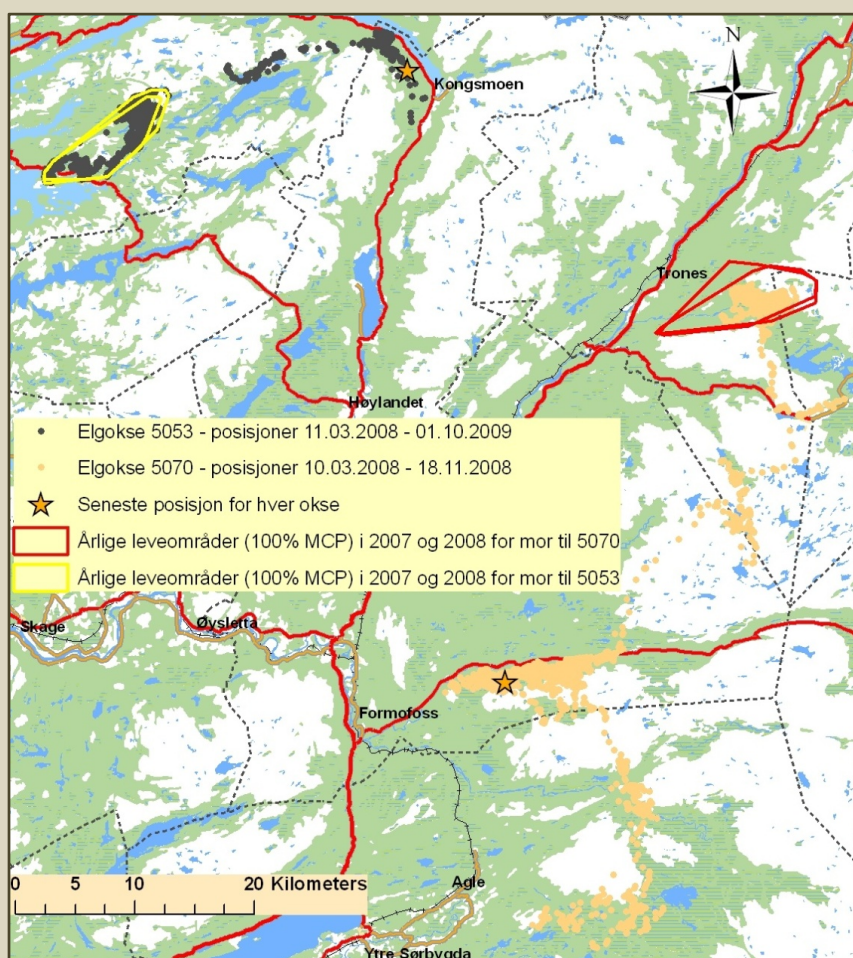 N
Kongsmoen
Trones
Høylandet
Elgokse 5053 - posisjoner 11.03.2008 - 01.10.2009
Elgokse 5070 - posisjoner 10.03.2008 - 18.11.2008
Seneste posisjon for hver okse
Årlige leveområder (100% MCP) i 2007 og 2008 for mor til 5070
Årlige leveområder (100% MCP) i 2007 og 2008 for mor til 5053
Skage
Øysletta
Formofoss
0 5 10 20 Kilometers
Agle
Ytre Sørbygda